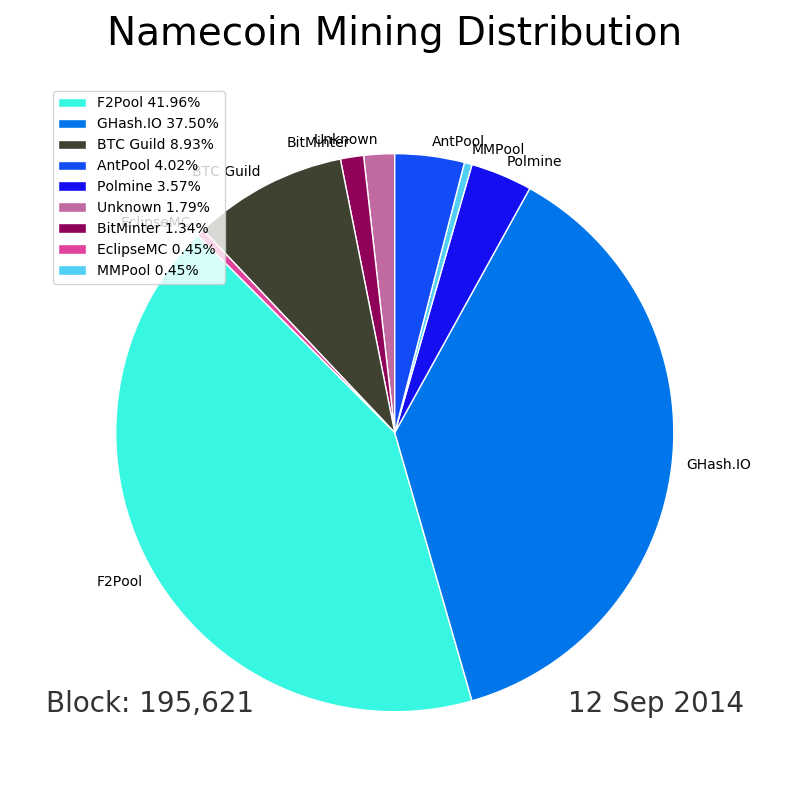 Namecoin Mining Distribution
F2Pool 41.96%
GHash.IO 37.50%
BTC Guild 8.93%
AntPool 4.02%
Polmine 3.57%
Unknown 1.79%
BitMinter 1.34%
EclipseMC 0.45%
MMPool 0.45%
Unknown
BitMinter
AntPool
MMPool
Polmine
BTC Guild
EclipseMC
GHash.IO
F2Pool
Block: 195,621
12 Sep 2014